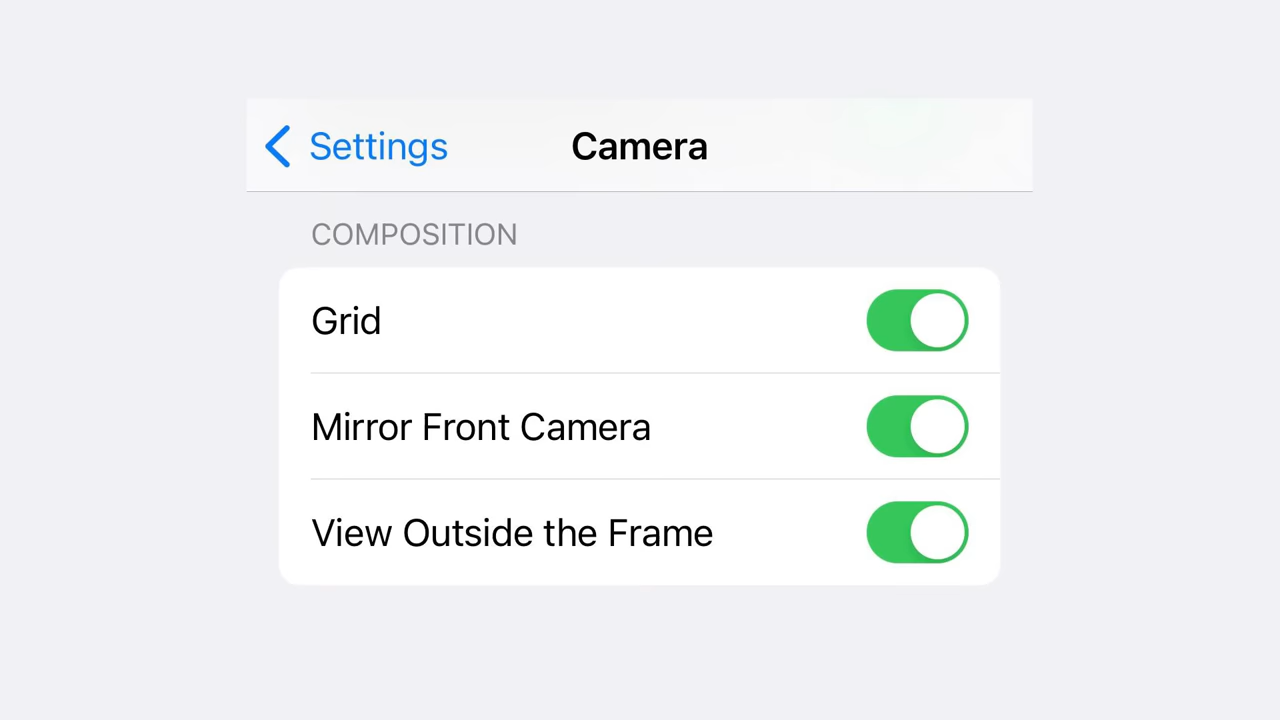 Settings Camera
COMPOSITION
Grid
Mirror Front Camera
View Outside the Frame